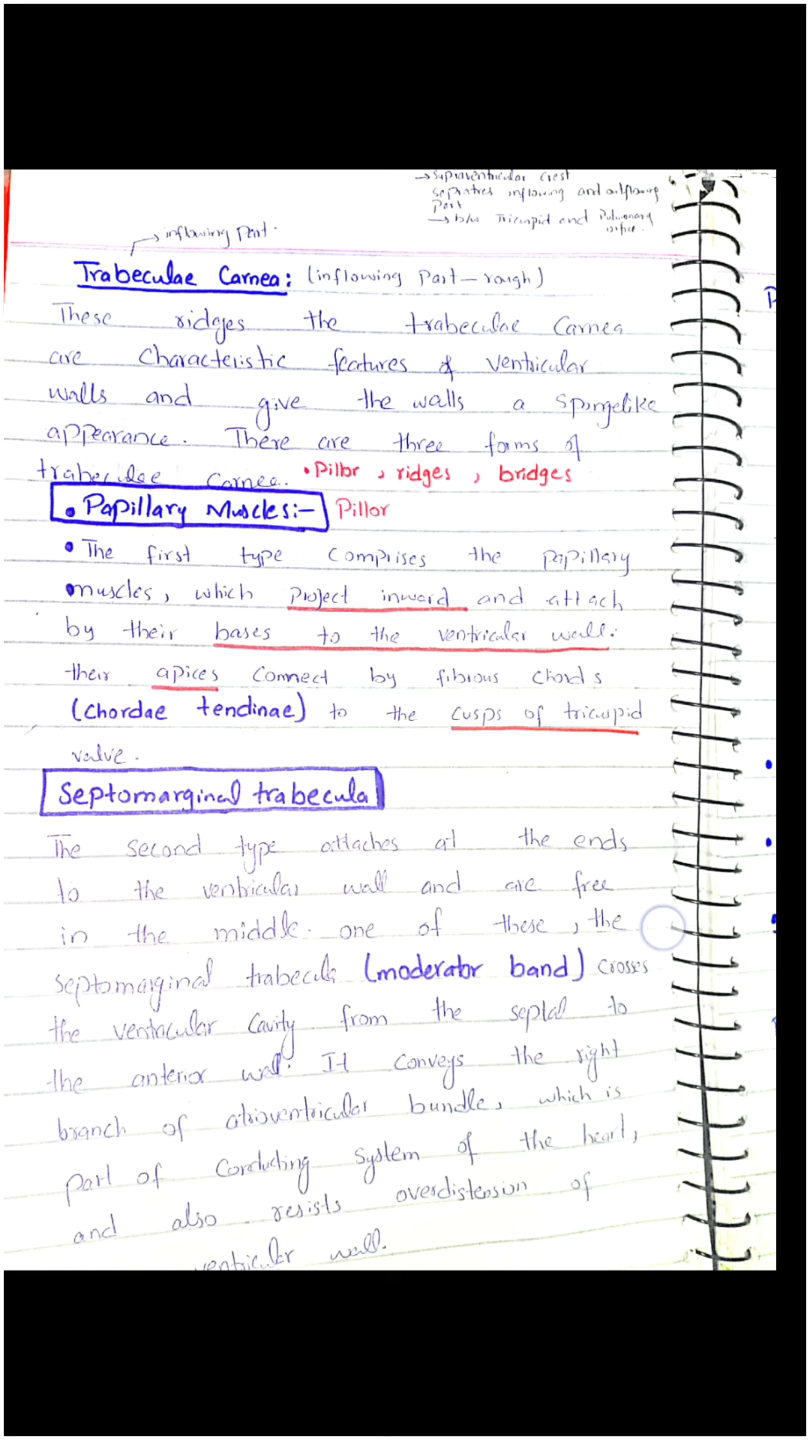 → Supraventricular Crest
Separates inflowing and outflowing
Part
→ b/w Tricuspid and Pulmonary
orifice.
→ inflowing Part.
Trabeculae Carnea: (inflowing Part - rough)
These ridges the trabeculae Carnea
are characteristic features of ventricular
walls and give the walls a spongelike
appearance. There are three forms of
trabeculae carnea. • Pillor, ridges, bridges
• Papillary Muscles:- Pillor
• The first type comprises the papillary
muscles, which project inward and attach
by their bases to the ventricular wall.
their apices connect by fibious chords
(chordae tendinae) to the cusps of tricupid
valve.
Septomarginal trabecula
The second type attaches at the ends
to the ventricular wall and are free
in the middle. one of these, the
septomarginal trabecula (moderator band) crosses
the ventricular cavity from the septal to
the anterior wall. It conveys the right
branch of atrioventricular bundle, which is
part of conducting system of the heart,
and also resists overdistension of
ventricular wall.